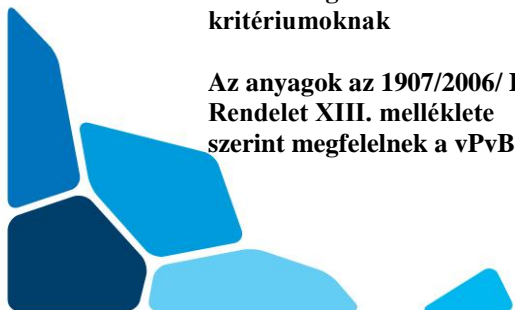 kritériumoknak
Az anyagok az 1907/2006/
Rendelet XIII. melléklete
szerint megfelelnek a vPvB